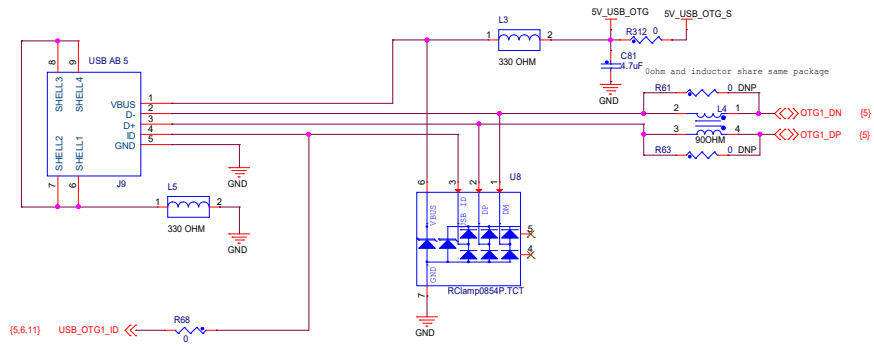 5V_USB_OTG 5V_USB_OTG_S
L3
1 2
330 OHM
R312 0
C81
4.7uF
GND
USB AB 5
8 9
SHELL3 SHELL4
VBUS 1
D- 2
D+ 3
ID 4
GND 5
SHELL2 SHELL1
7 6
J9
GND
0ohm and inductor share same package
R61 0 DNP
2 L4 1
OTG1_DN {5}
3 4
90OHM
OTG1_DP {5}
R63 0 DNP
L5
1 2
330 OHM
GND
U8
6 3 2 1
VBUS USB ID DP DM
5
4
GND
RClamp0854P.TCT
7
GND
R68
{5,6,11} USB_OTG1_ID
0